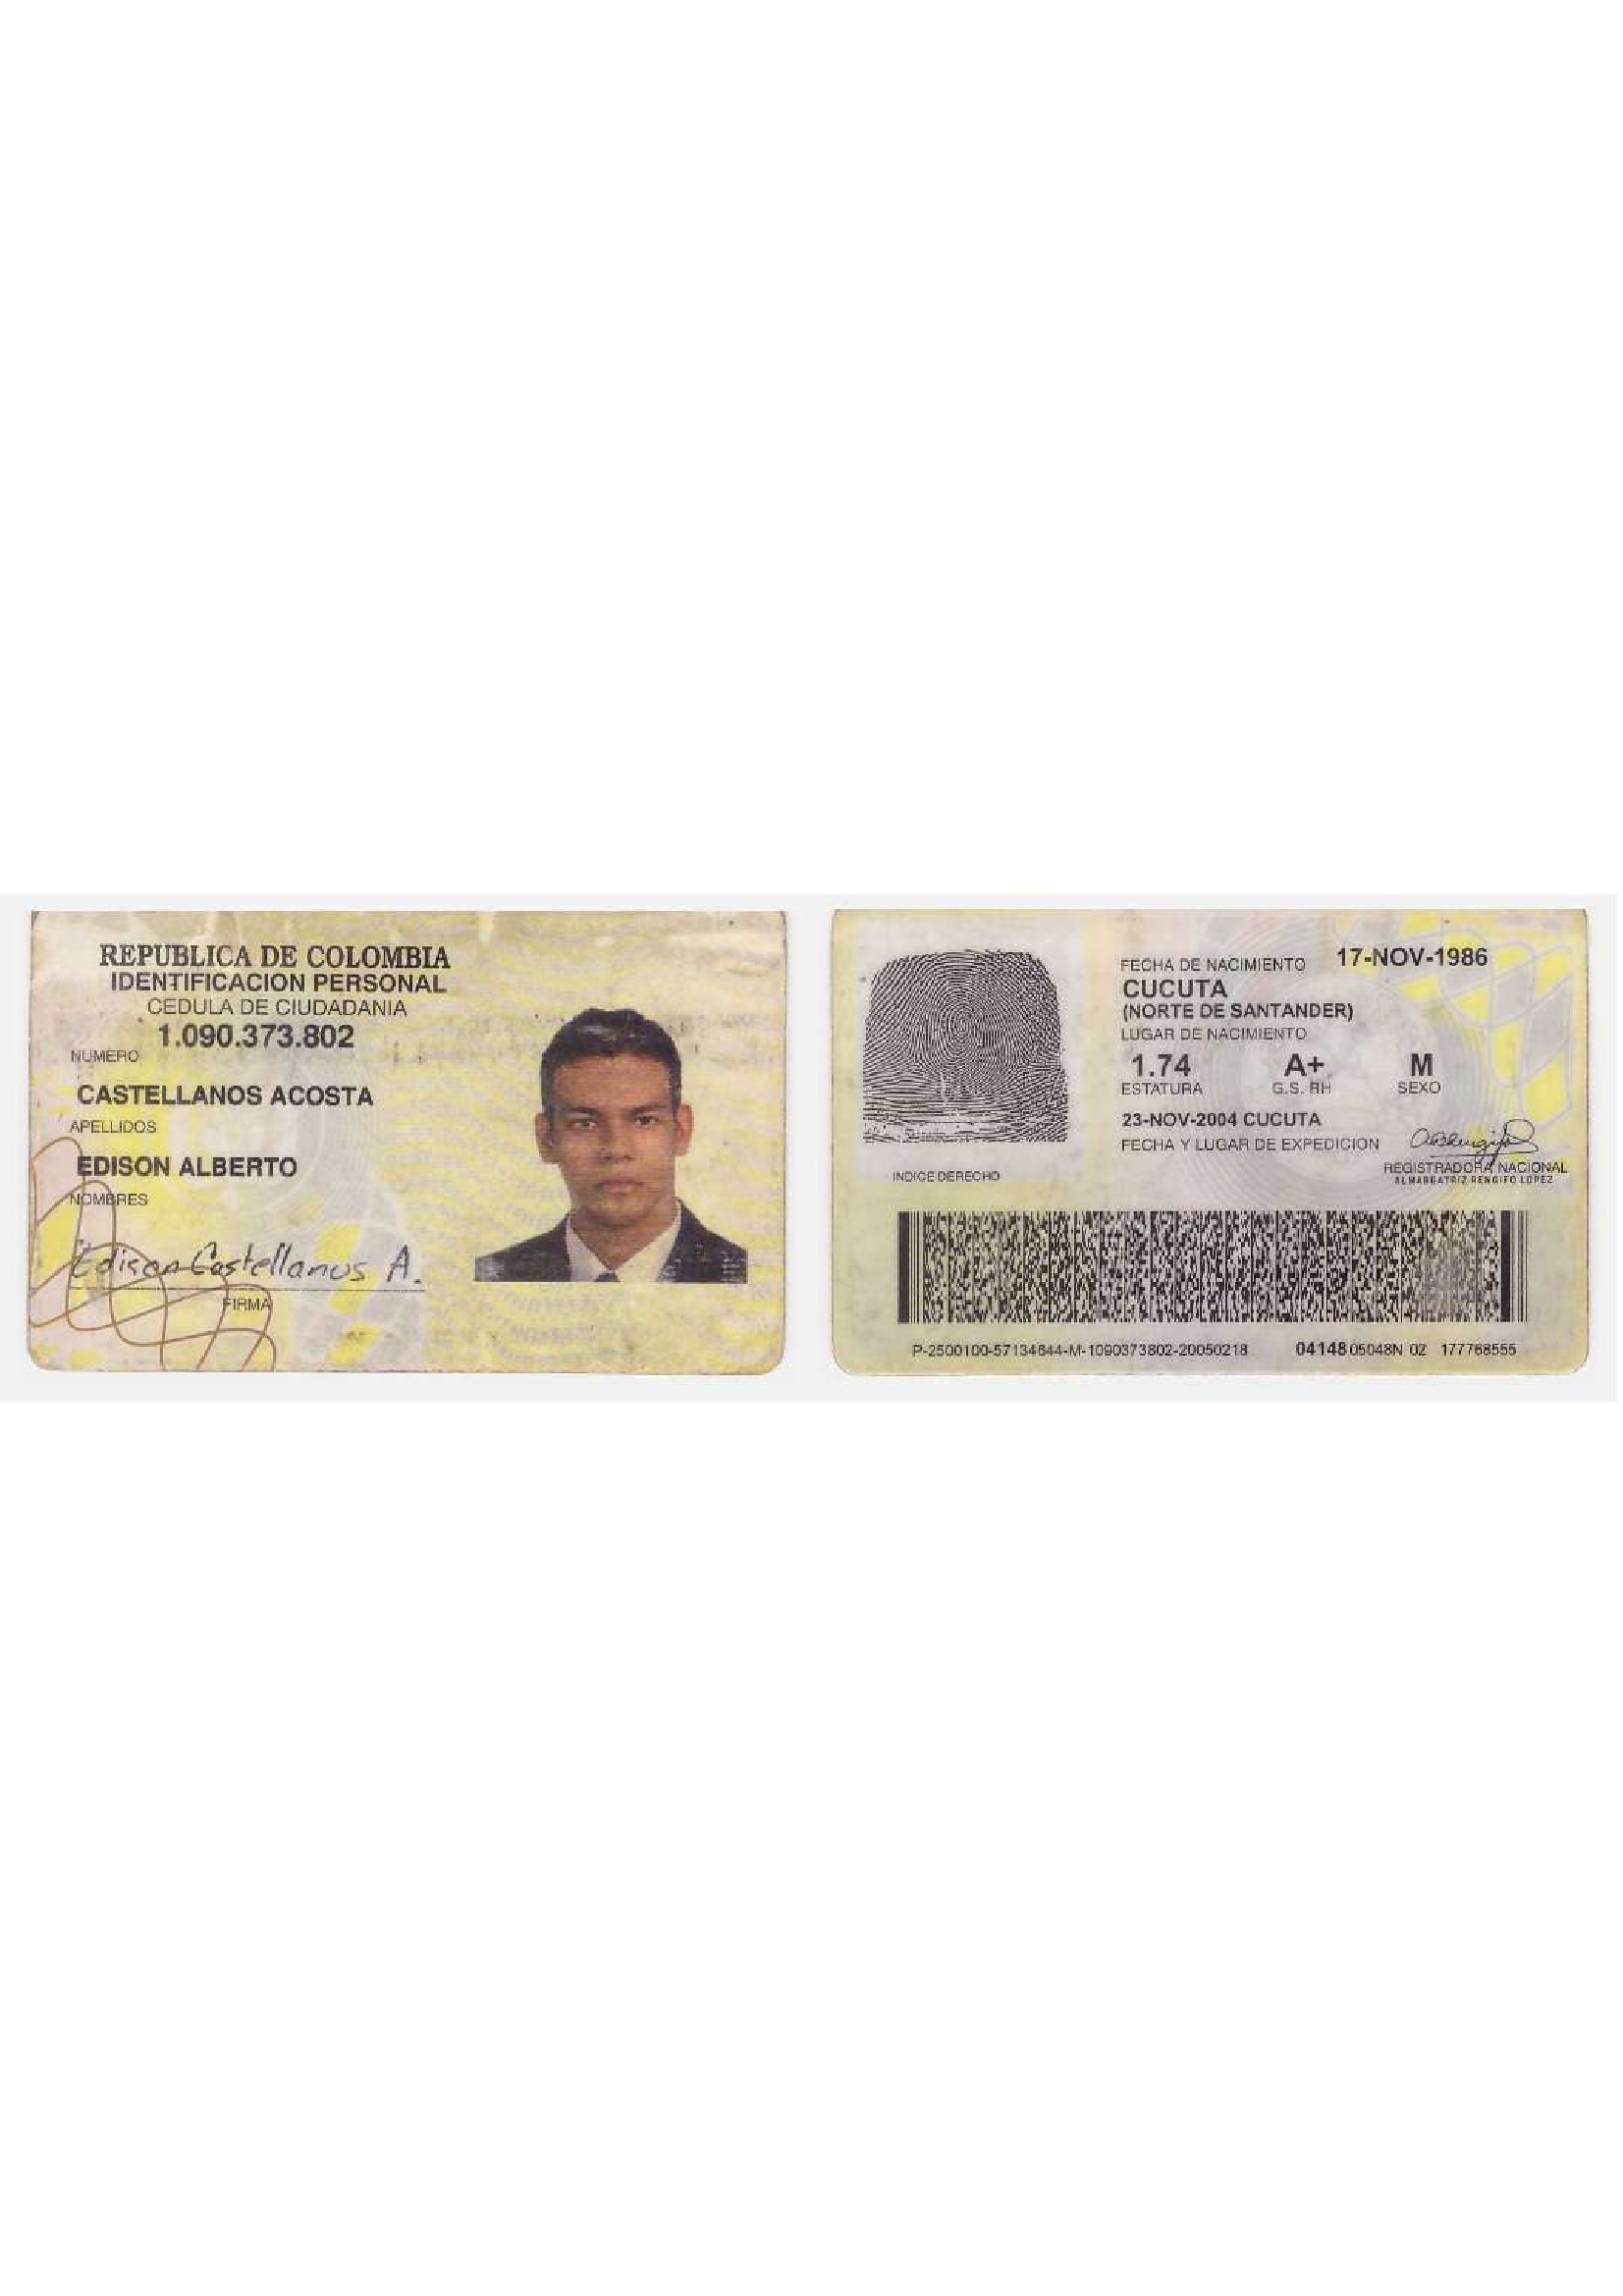 REPUBLICA DE COLOMBIA
IDENTIFICACION PERSONAL
CEDULA DE CIUDADANIA
1.090.373.802
NUMERO
CASTELLANOS ACOSTA
APELLIDOS
EDISON ALBERTO
NOMBRES
Edison Castellanos A.
FIRMA
FECHA DE NACIMIENTO 17-NOV-1986
CUCUTA
(NORTE DE SANTANDER)
LUGAR DE NACIMIENTO
1.74 A+ M
ESTATURA G.S. RH SEXO
23-NOV-2004 CUCUTA
FECHA Y LUGAR DE EXPEDICION
INDICE DERECHO
REGISTRADORA NACIONAL
ALMABEATRIZ RENGIFO LOPEZ
P-2500100-57134644-M-1090373802-20050218 0414805048N 02 177768555